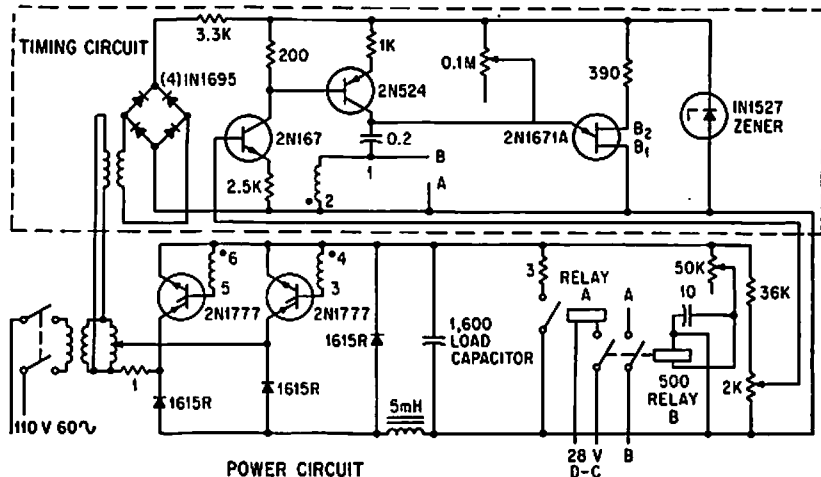 TIMING CIRCUIT
3.3K
(4) IN1695
200
1K
2N524
0.1M
390
2N167
0.2
2N1671A
B2
B1
IN1527
ZENER
2.5K
1
B
A
2
6
5
2N1777
4
3
2N1777
1615R
1,600
LOAD
CAPACITOR
3
RELAY
A
A
50K
10
36K
1
1615R
1615R
5mH
500
RELAY
B
2K
110 V 60~
28 V
D-C
B
POWER CIRCUIT